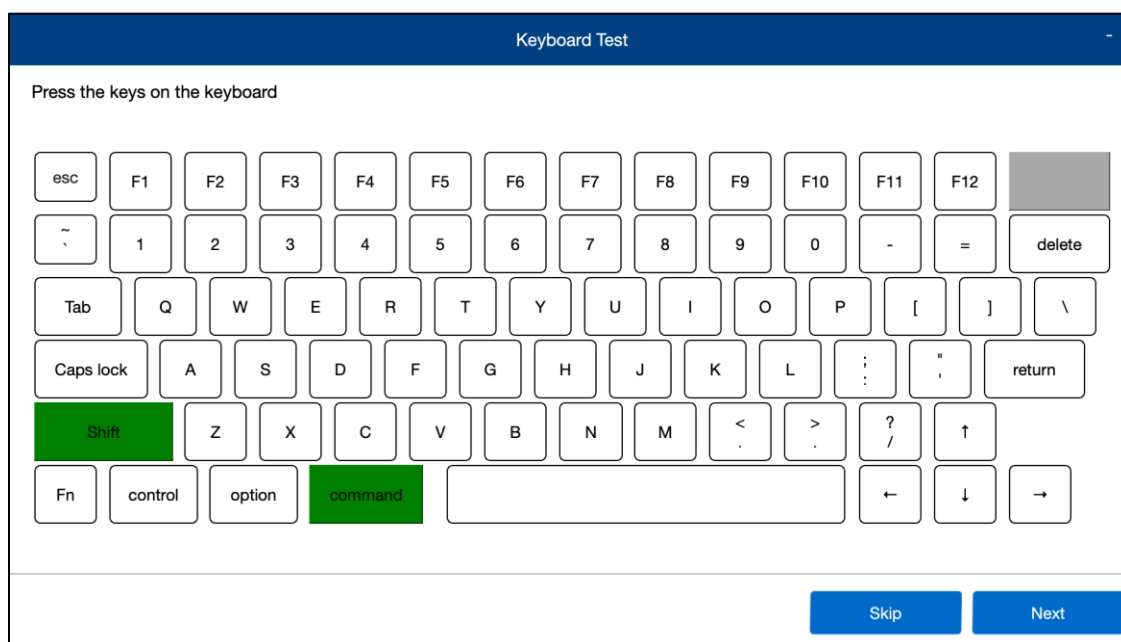 Keyboard Test -
Press the keys on the keyboard
esc F1 F2 F3 F4 F5 F6 F7 F8 F9 F10 F11 F12
~
` 1 2 3 4 5 6 7 8 9 0 - = delete
Tab Q W E R T Y U I O P [ ] \
Caps lock A S D F G H J K L ; : " ' return
Shift Z X C V B N M < . > . ? / ↑
Fn control option command ← ↓ →
Skip Next